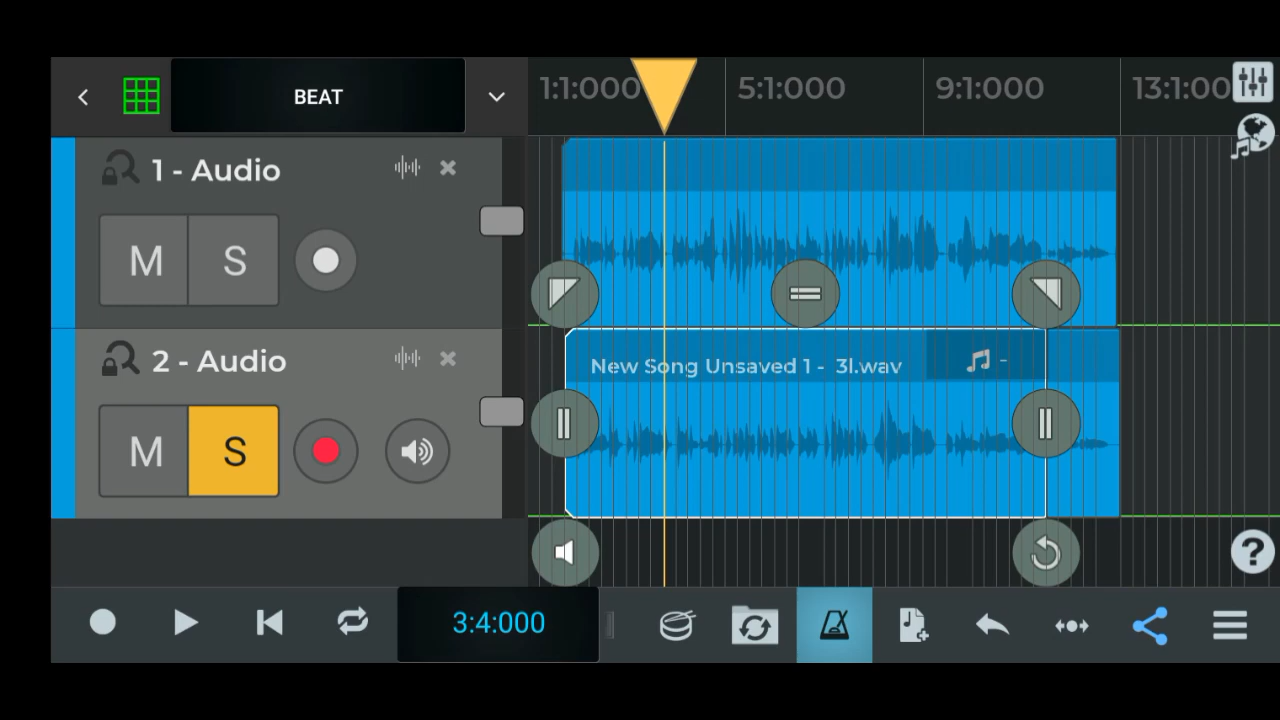 BEAT
1:1:000
5:1:000
9:1:000
13:1:00
1 - Audio
M
S
2 - Audio
M
S
New Song Unsaved 1 - 3l.wav
-
?
3:4:000